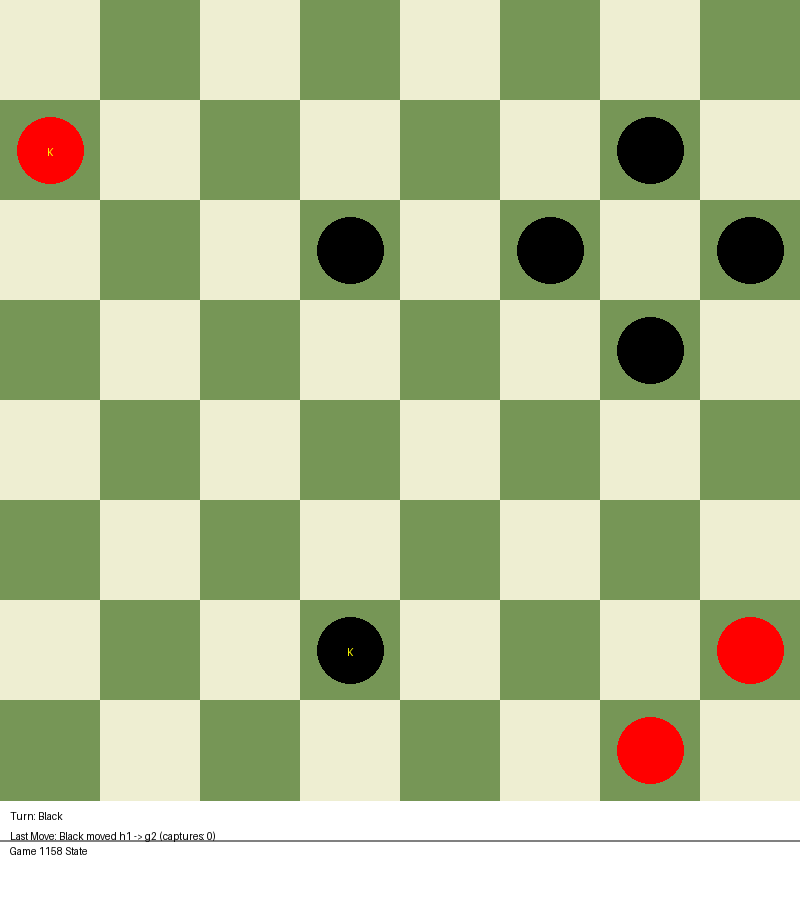 K
K
Turn: Black
Last Move: Black moved h1 -> g2 (captures: 0)
Game 1158 State